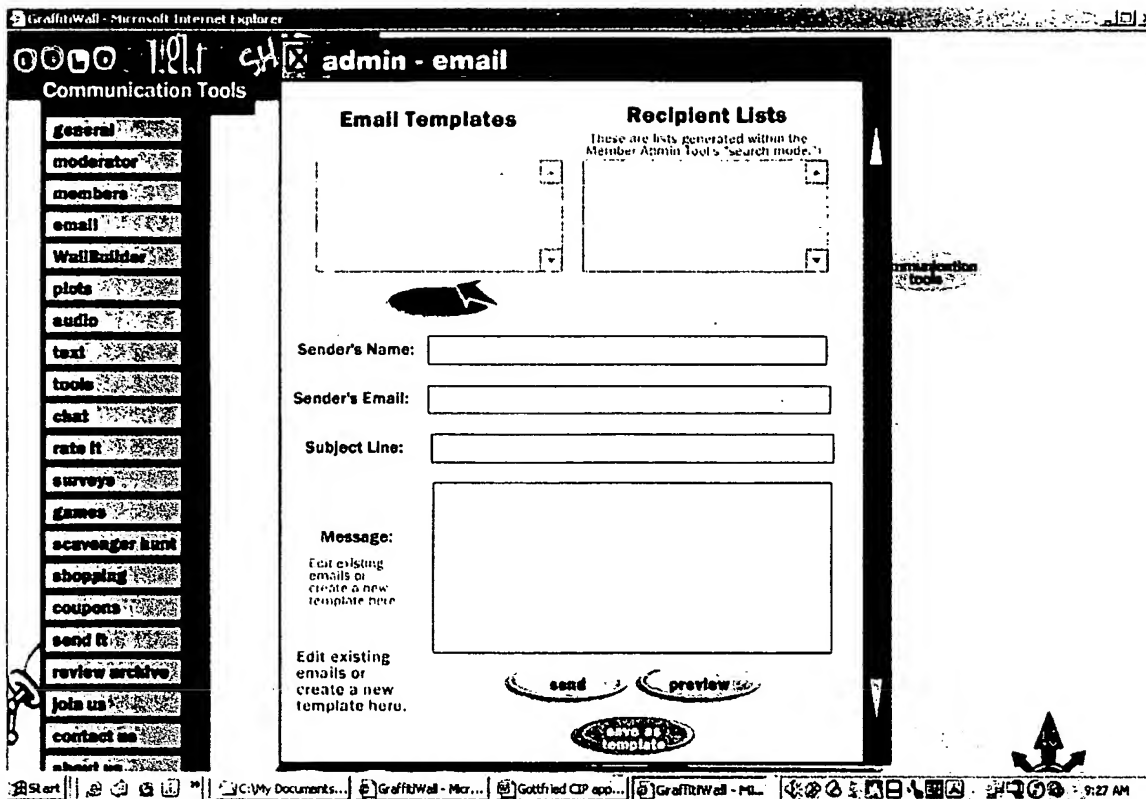 GraffitiWall - Microsoft Internet Explorer
admin - email
Communication Tools
general
moderator
members
email
WallBuilder
plots
audio
text
tools
chat
rate it
surveys
games
scavenger hunt
shopping
coupons
send it
review archive
join us
contact us
about us
Email Templates
Recipient Lists
These are lists generated within the
Member Admin Tool's "search mode."
tools
Sender's Name:
Sender's Email:
Subject Line:
Message:
Edit existing
emails or
create a new
template here
Edit existing
emails or
create a new
template here.
send
preview
save as
template
Start
C:\My Documents...
GraffitiWall - Micr...
Gottfried CIP app...
GraffitiWall - Mi...
9:27 AM